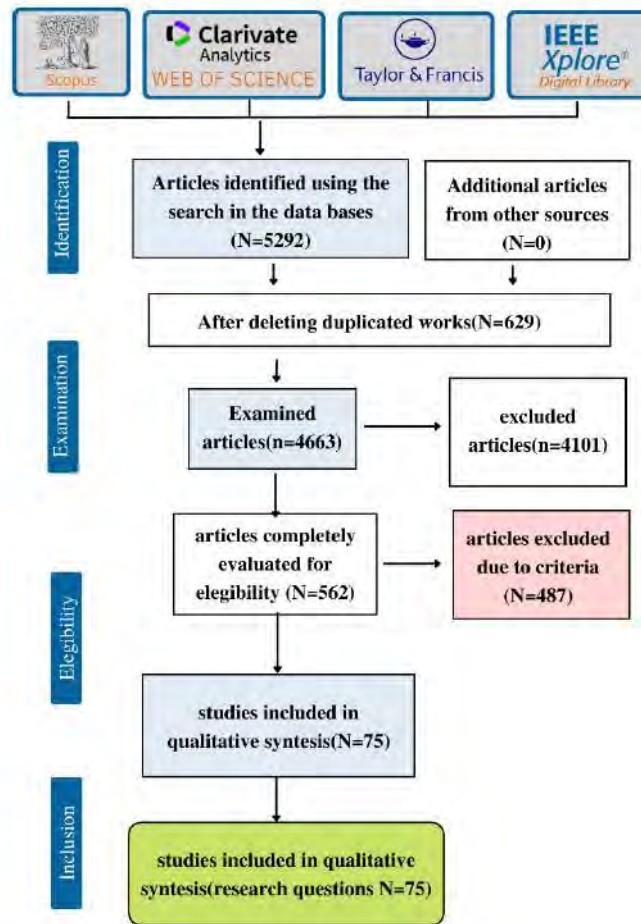 Scopus
Clarivate
Analytics
WEB OF SCIENCE
Taylor & Francis
IEEE
Xplore®
Digital Library
Identification
Articles identified using the
search in the data bases
(N=5292)
Additional articles
from other sources
(N=0)
After deleting duplicated works(N=629)
Examination
Examined
articles(n=4663)
excluded
articles(n=4101)
Elegibility
articles completely
evaluated for
elegibility (N=562)
articles excluded
due to criteria
(N=487)
studies included in
qualitative syntesis(N=75)
Inclusion
studies included in qualitative
syntesis(research questions N=75)